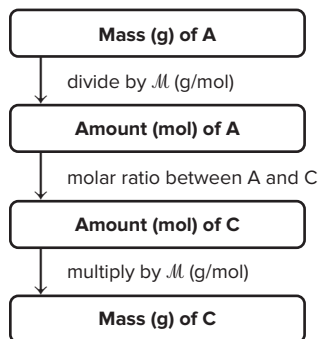 Mass (g) of A
divide by ℳ (g/mol)
Amount (mol) of A
molar ratio between A and C
Amount (mol) of C
multiply by ℳ (g/mol)
Mass (g) of C